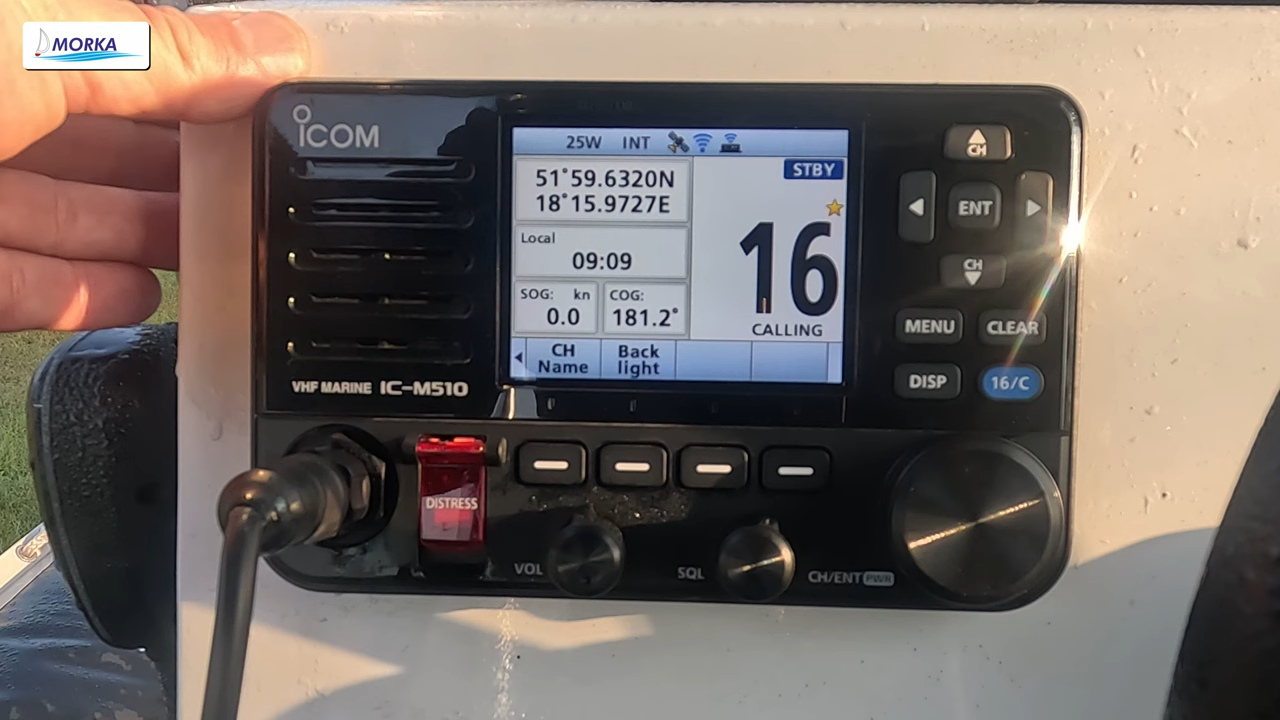 MORKA
ICOM
25W INT
STBY
51°59.6320N
18°15.9727E
Local
09:09
SOG: kn
0.0
COG:
181.2°
16
CALLING
CH
Name
Back
light
VHF MARINE IC-M510
CH
ENT
CH
MENU
CLEAR
DISP
16/C
DISTRESS
VOL
SQL
CH/ENT PWR